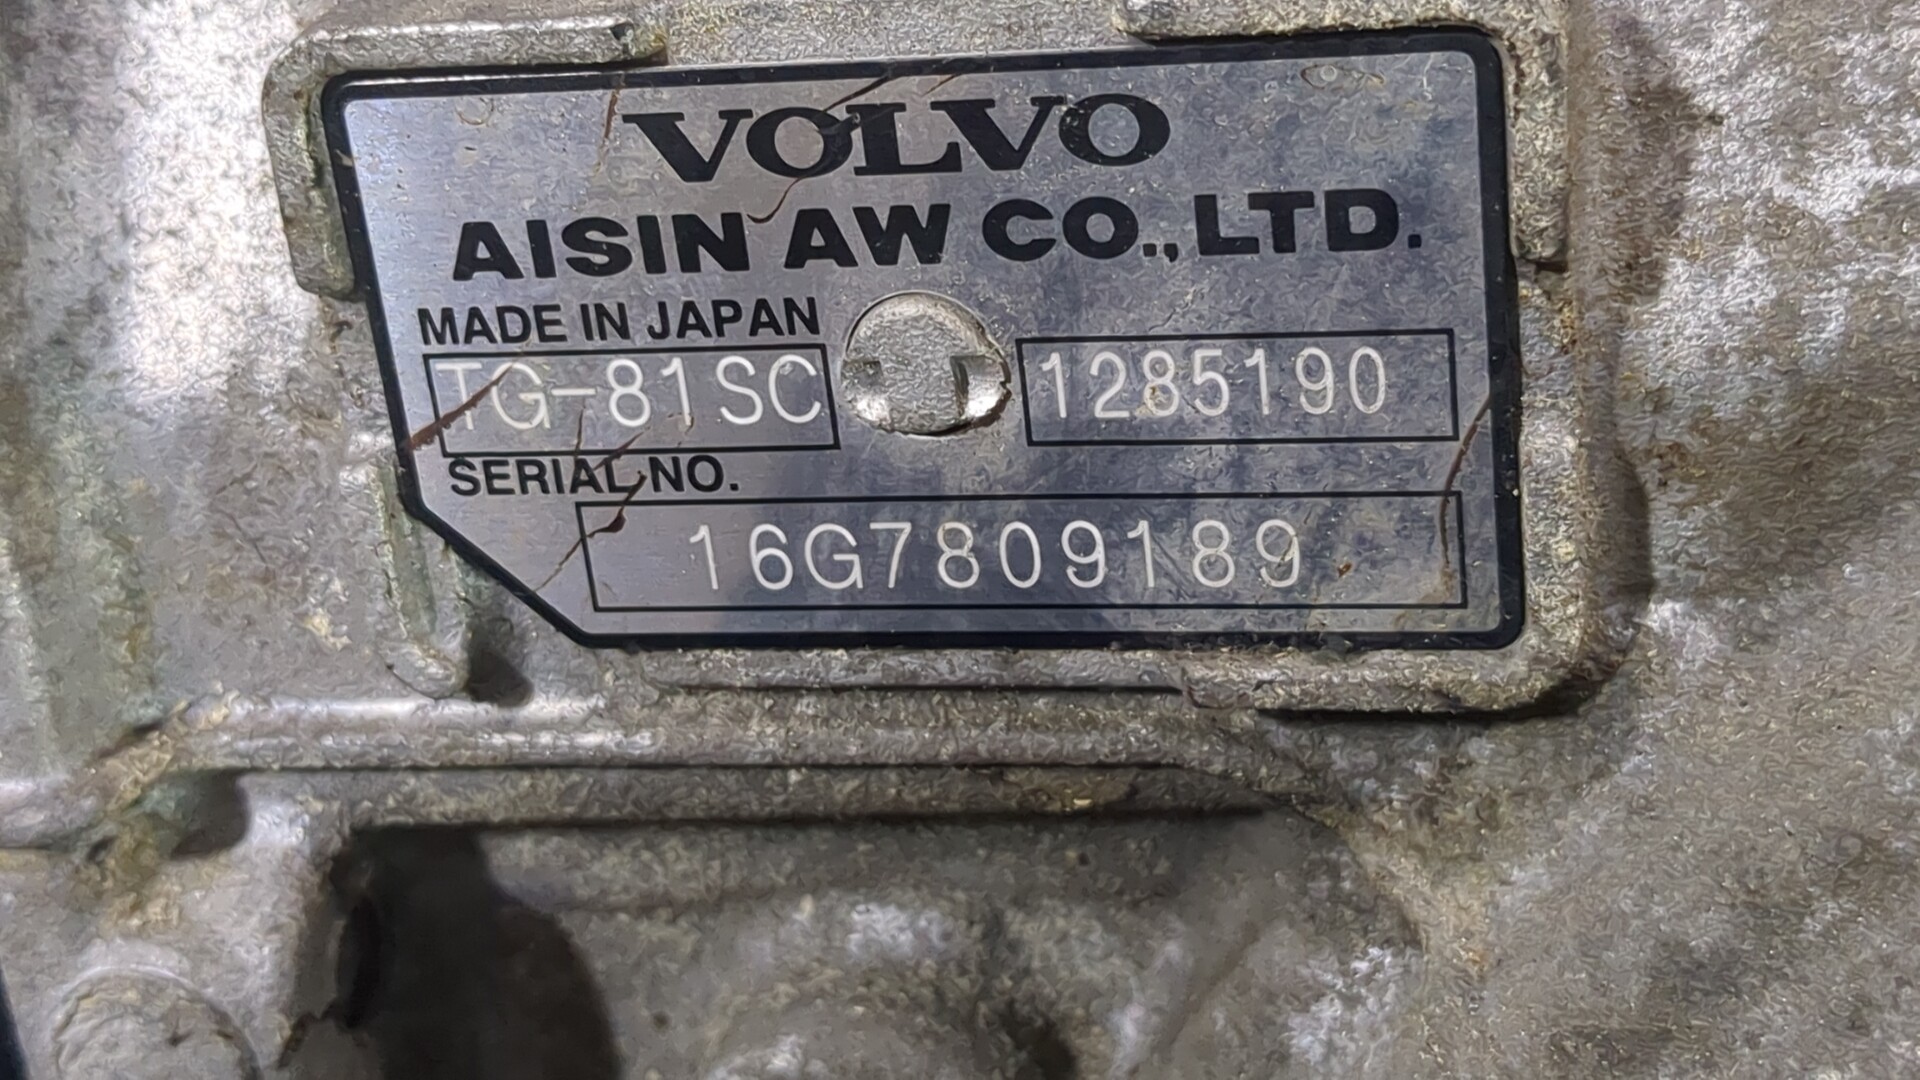 VOLVO
AISIN AW CO., LTD.
MADE IN JAPAN
TG-81SC 1285190
SERIAL NO.
16G7809189